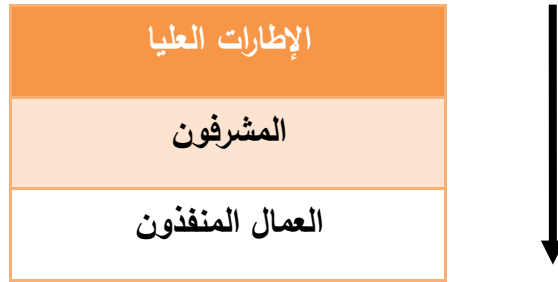 الإطارات العليا
المشرفون
العمال المنفذون